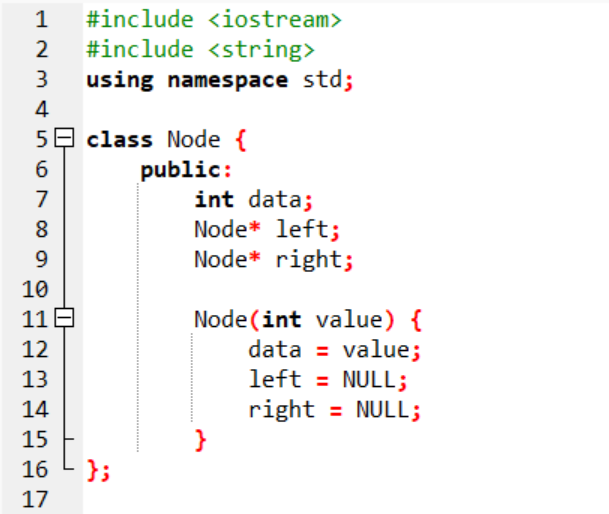 1 #include <iostream>
2 #include <string>
3 using namespace std;
4
5 class Node {
6     public:
7         int data;
8         Node* left;
9         Node* right;
10
11         Node(int value) {
12             data = value;
13             left = NULL;
14             right = NULL;
15         }
16 };
17